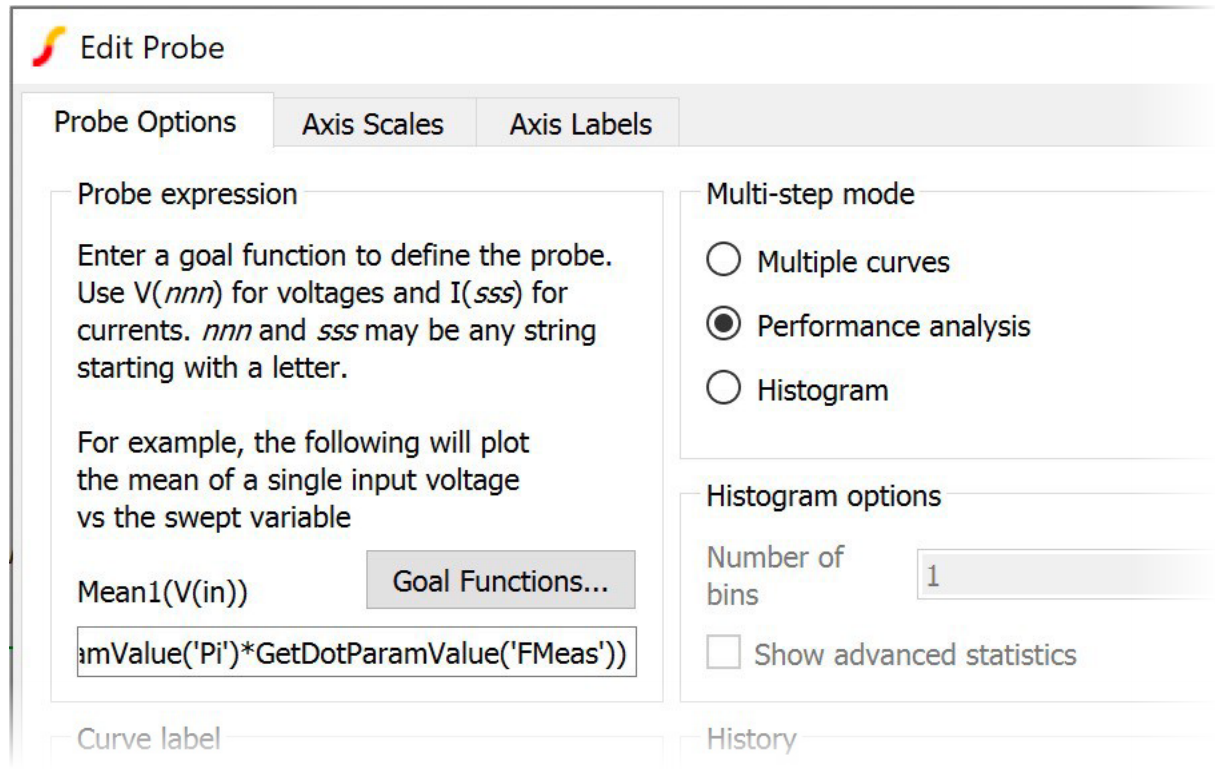 Edit Probe
Probe Options
Axis Scales
Axis Labels
Probe expression
Enter a goal function to define the probe.
Use V(nnn) for voltages and I(sss) for
currents. nnn and sss may be any string
starting with a letter.
For example, the following will plot
the mean of a single input voltage
vs the swept variable
Mean1(V(in))
Goal Functions...
amValue('Pi')*GetDotParamValue('FMeas'))
Curve label
Multi-step mode
Multiple curves
Performance analysis
Histogram
Histogram options
Number of
bins
1
Show advanced statistics
History